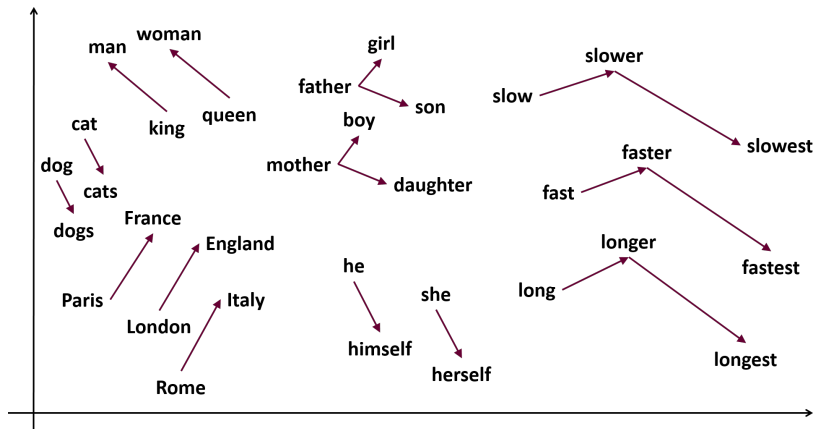 woman
man
girl
slower
father
slow
son
queen
king
cat
boy
slowest
faster
dog
mother
daughter
cats
fast
France
dogs
England
longer
he
fastest
she
long
Paris
Italy
London
himself
longest
herself
Rome